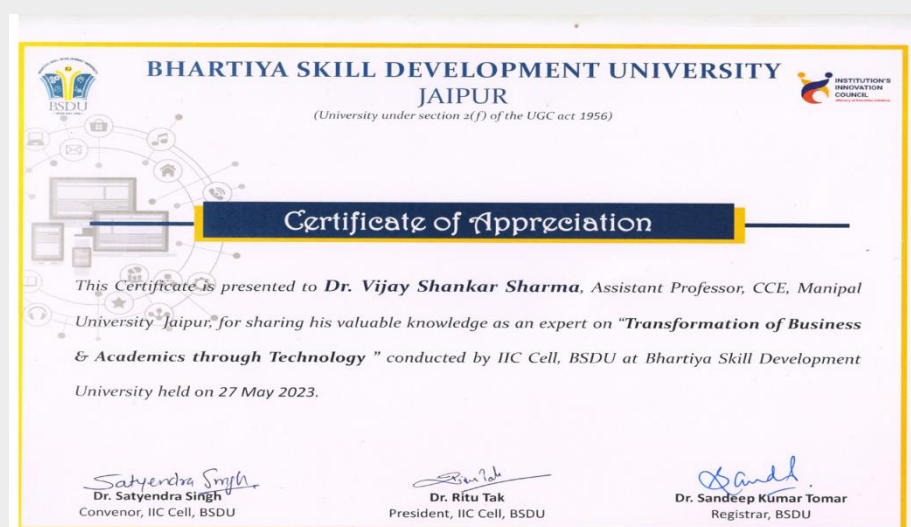 BHARTIYA SKILL DEVELOPMENT UNIVERSITY
JAIPUR
(University under section 2(f) of the UGC act 1956)
BSDU
INSTITUTION'S
INNOVATION
COUNCIL
Certificate of Appreciation
This Certificate is presented to Dr. Vijay Shankar Sharma, Assistant Professor, CCE, Manipal
University Jaipur, for sharing his valuable knowledge as an expert on “Transformation of Business
& Academics through Technology ” conducted by IIC Cell, BSDU at Bhartiya Skill Development
University held on 27 May 2023.
Satyendra Singh.
Dr. Satyendra Singh
Convenor, IIC Cell, BSDU
Dr. Ritu Tak
President, IIC Cell, BSDU
Dr. Sandeep Kumar Tomar
Registrar, BSDU